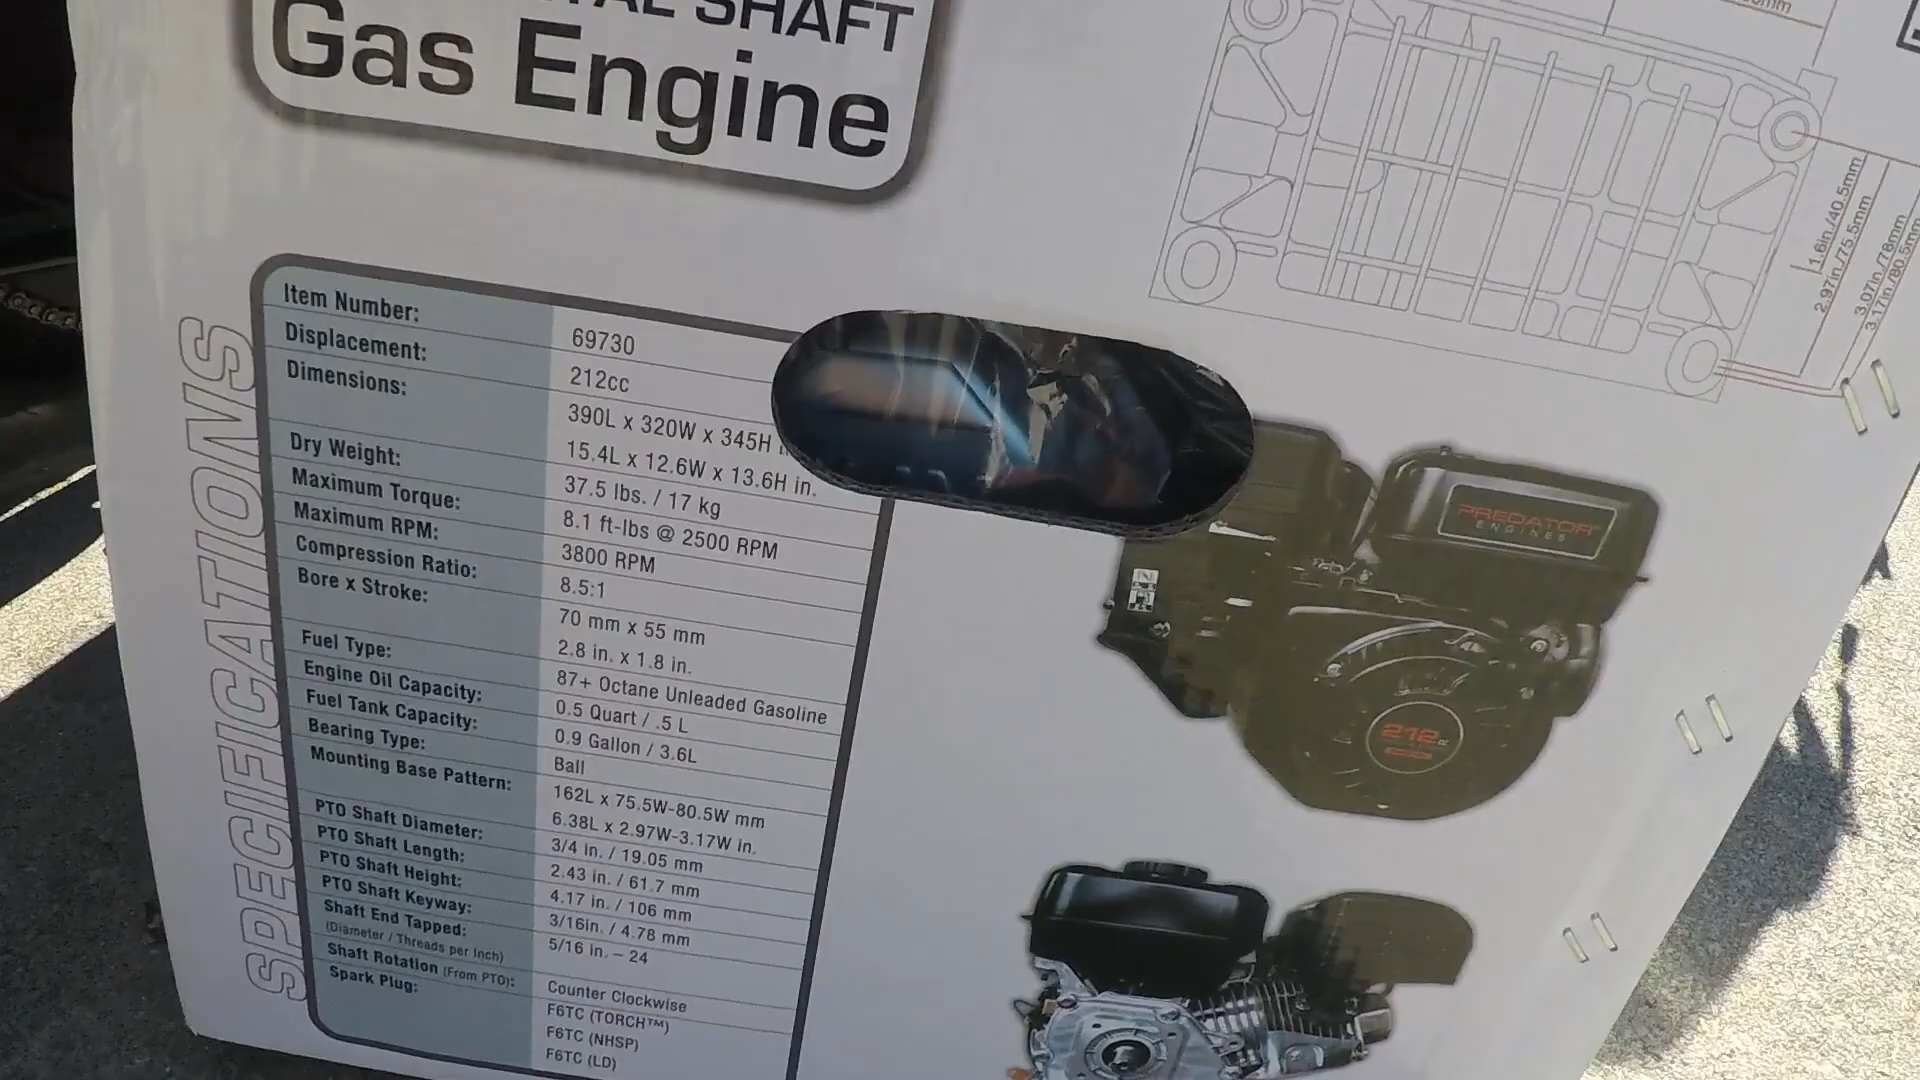 SHAFT
Gas Engine
SPECIFICATIONS
Item Number: 69730
Displacement: 212cc
Dimensions: 390L x 320W x 345H
15.4L x 12.6W x 13.6H in.
Dry Weight: 37.5 lbs. / 17 kg
Maximum Torque: 8.1 ft-lbs @ 2500 RPM
Maximum RPM: 3800 RPM
Compression Ratio: 8.5:1
Bore x Stroke: 70 mm x 55 mm
2.8 in. x 1.8 in.
Fuel Type: 87+ Octane Unleaded Gasoline
Engine Oil Capacity: 0.5 Quart / .5 L
Fuel Tank Capacity: 0.9 Gallon / 3.6L
Bearing Type: Ball
Mounting Base Pattern: 162L x 75.5W-80.5W mm
6.38L x 2.97W-3.17W in.
PTO Shaft Diameter: 3/4 in. / 19.05 mm
PTO Shaft Length: 2.43 in. / 61.7 mm
PTO Shaft Height: 4.17 in. / 106 mm
PTO Shaft Keyway: 3/16in. / 4.78 mm
Shaft End Tapped: 5/16 in. – 24
(Diameter / Threads per Inch)
Shaft Rotation (From PTO): Counter Clockwise
Spark Plug: F6TC (TORCH™)
F6TC (NHSP)
F6TC (LD)
1.6in./40.5mm
2.97in./75.5mm
3.07in./78mm
3.17in./80.5mm
PREDATOR
ENGINES
212